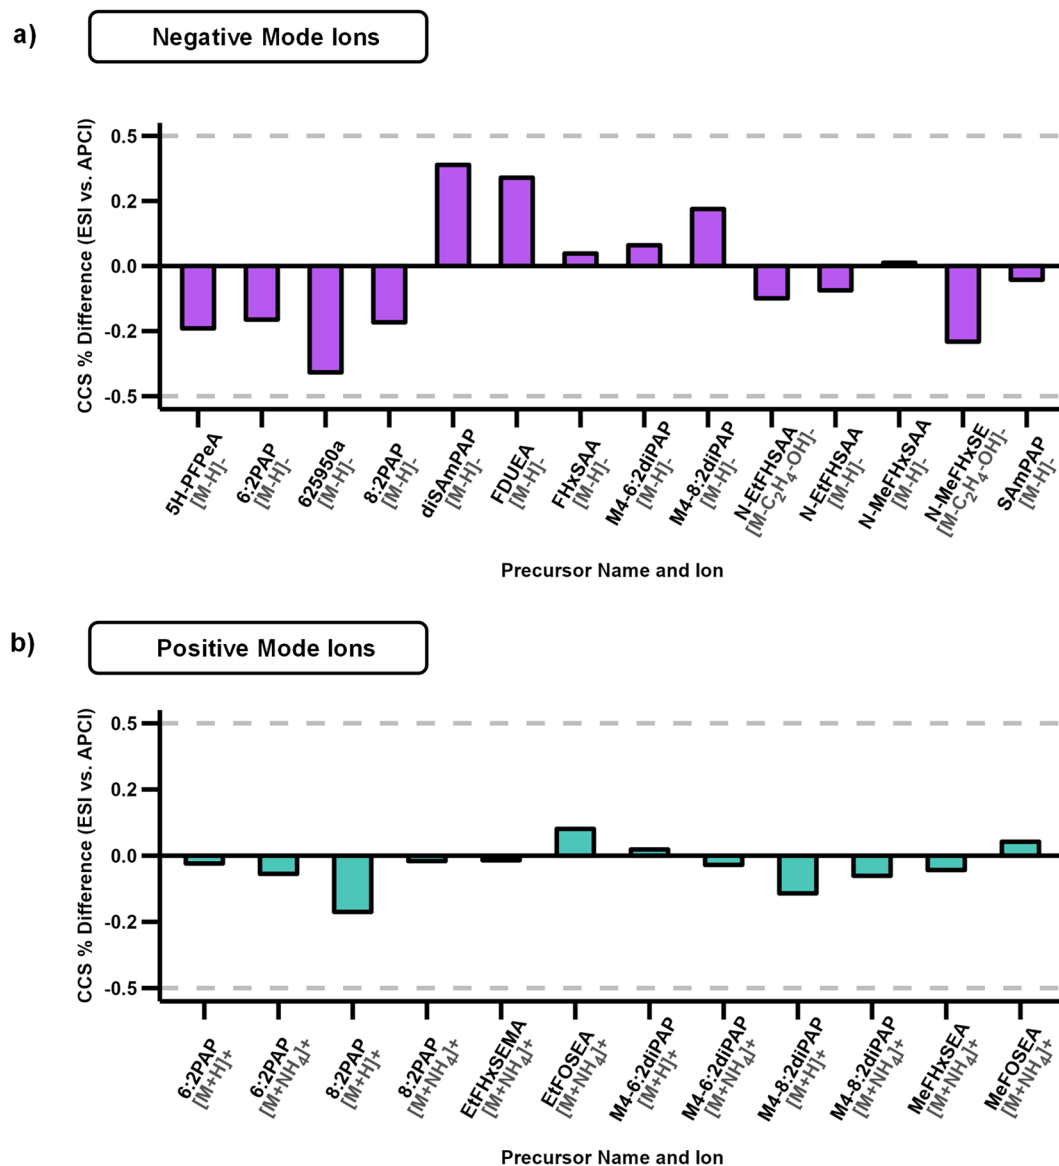 a)
Negative Mode Ions
CCS % Difference (ESI vs. APCI)
0.5
0.2
0.0
-0.2
-0.5
5H-PFPeA
[M-H]-
6:2PAP
[M-H]-
625950a
[M-H]-
8:2PAP
[M-H]-
diSAmPAP
[M-H]-
FDUEA
[M-H]-
FHxSAA
[M-H]-
M4-6:2diPAP
[M-H]-
M4-8:2diPAP
[M-H]-
N-EtFHSAA
[M-C₂H₄-OH]-
N-EtFHSAA
[M-H]-
N-MeFHxSAA
[M-H]-
N-MeFHxSE
[M-C₂H₄-OH]-
SAmPAP
[M-H]-
Precursor Name and Ion
b)
Positive Mode Ions
CCS % Difference (ESI vs. APCI)
0.5
0.2
0.0
-0.2
-0.5
6:2PAP
[M+H]+
6:2PAP
[M+NH₄]+
8:2PAP
[M+H]+
8:2PAP
[M+NH₄]+
EtFHxSEMA
[M+NH₄]+
EtFOSEA
[M+NH₄]+
M4-6:2diPAP
[M+H]+
M4-6:2diPAP
[M+NH₄]+
M4-8:2diPAP
[M+H]+
M4-8:2diPAP
[M+NH₄]+
MeFHxSEA
[M+NH₄]+
MeFOSEA
[M+NH₄]+
Precursor Name and Ion